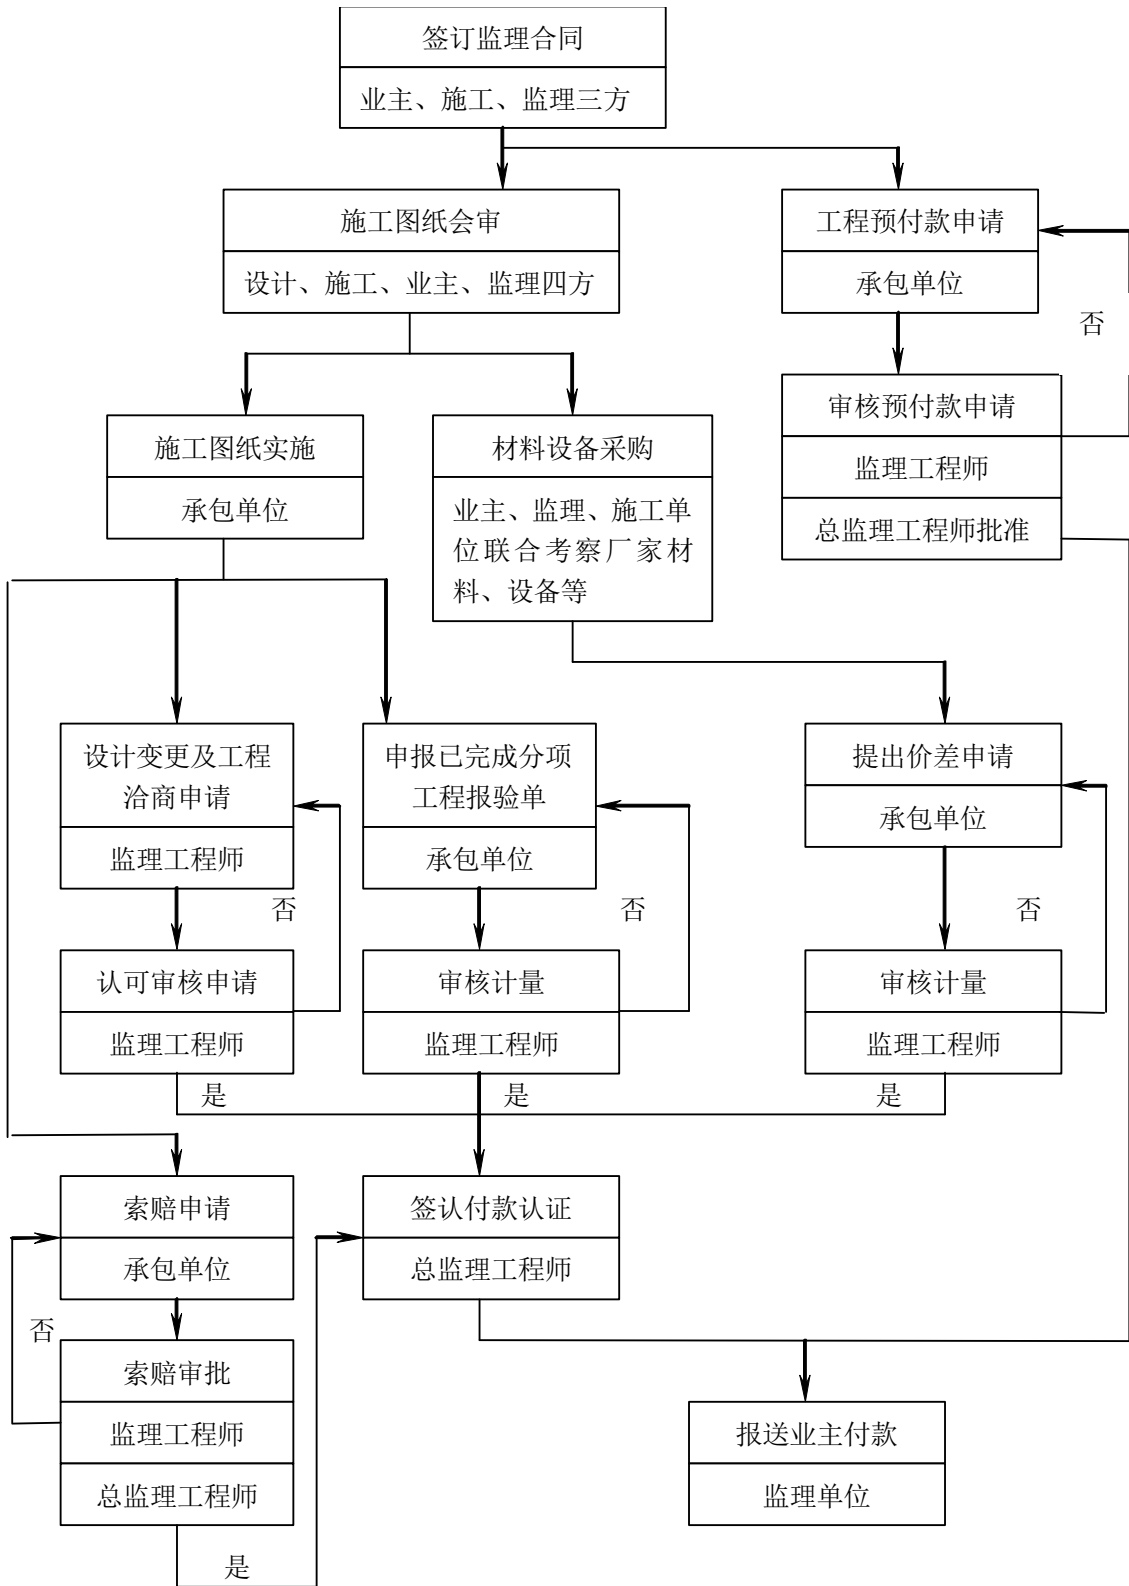 签订监理合同
业主、施工、监理三方
施工图纸会审
设计、施工、业主、监理四方
工程预付款申请
承包单位
否
审核预付款申请
监理工程师
总监理工程师批准
施工图纸实施
承包单位
材料设备采购
业主、监理、施工单
位联合考察厂家材
料、设备等
设计变更及工程
洽商申请
监理工程师
否
申报已完成分项
工程报验单
承包单位
否
提出价差申请
承包单位
否
认可审核申请
监理工程师
是
审核计量
监理工程师
是
审核计量
监理工程师
是
索赔申请
承包单位
否
签认付款认证
总监理工程师
索赔审批
监理工程师
总监理工程师
是
报送业主付款
监理单位